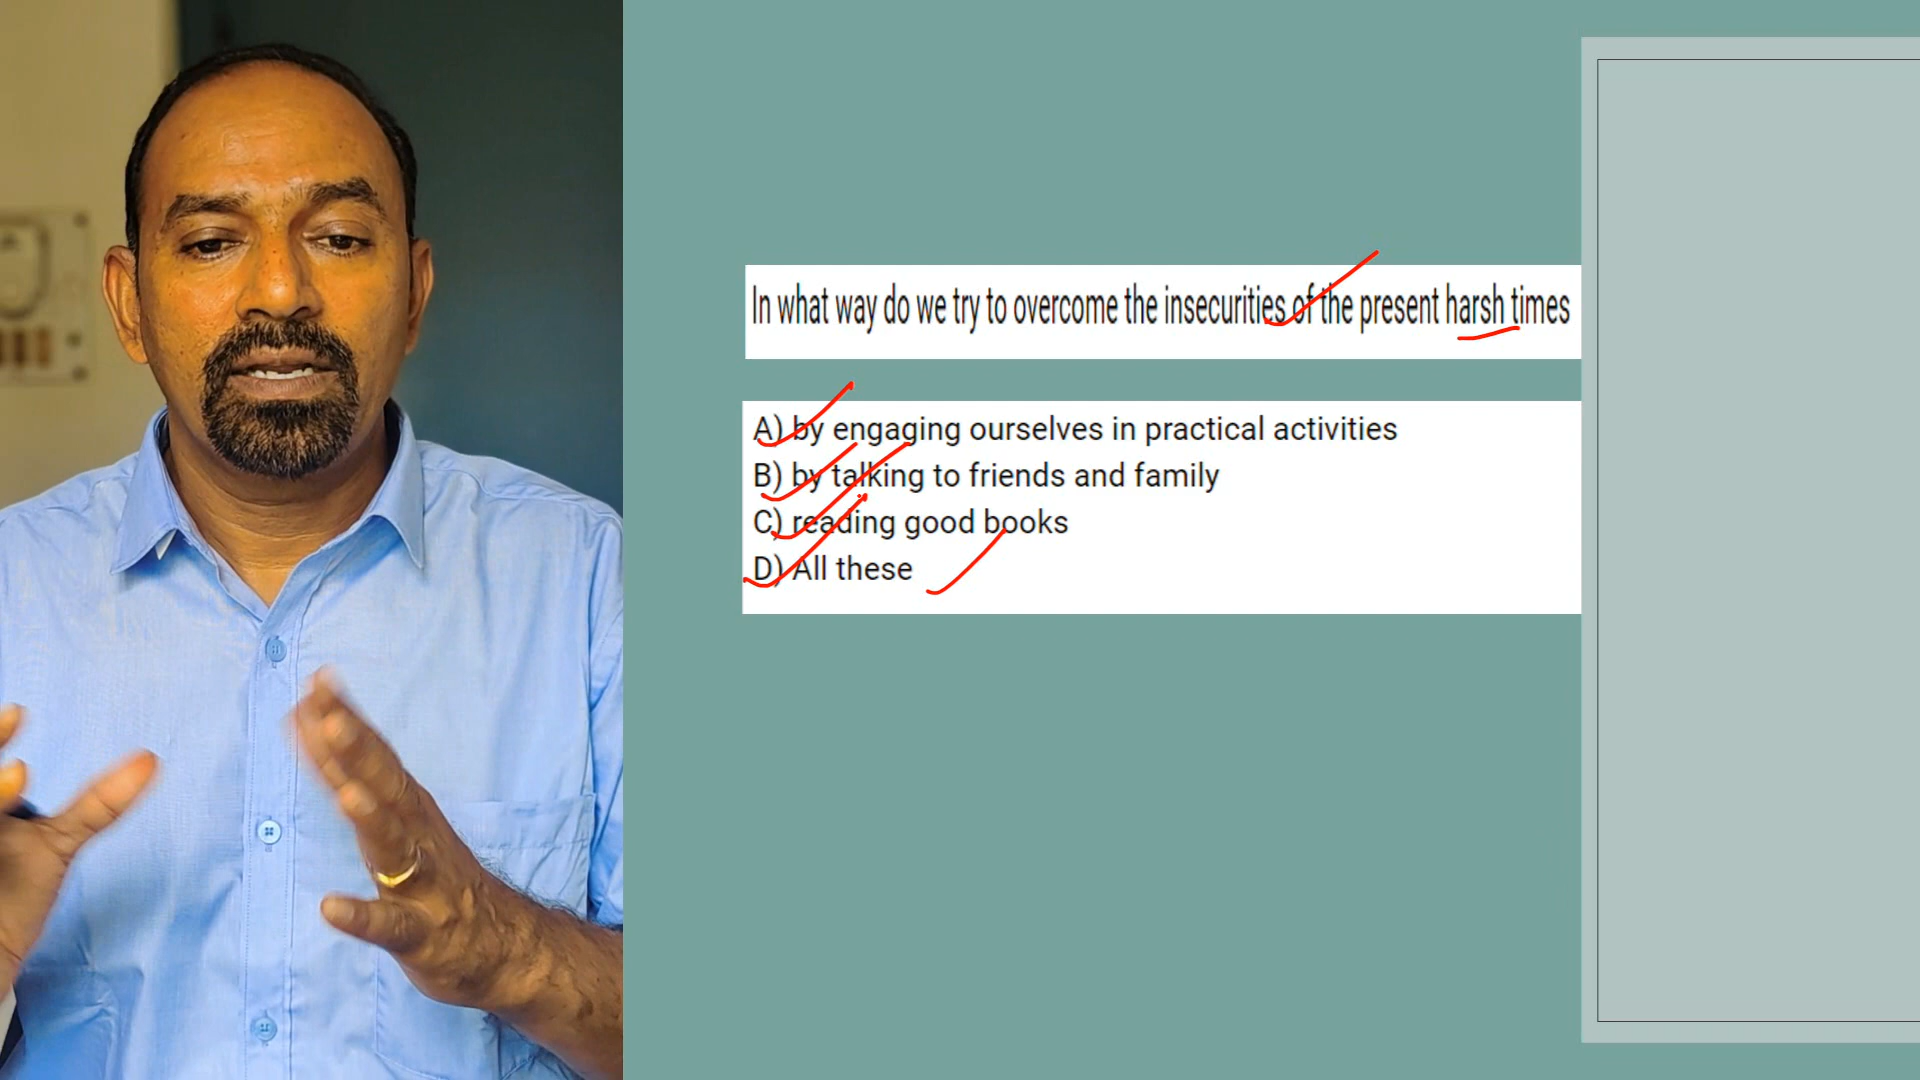 In what way do we try to overcome the insecurities of the present harsh times
A) by engaging ourselves in practical activities
B) by talking to friends and family
C) reading good books
D) All these